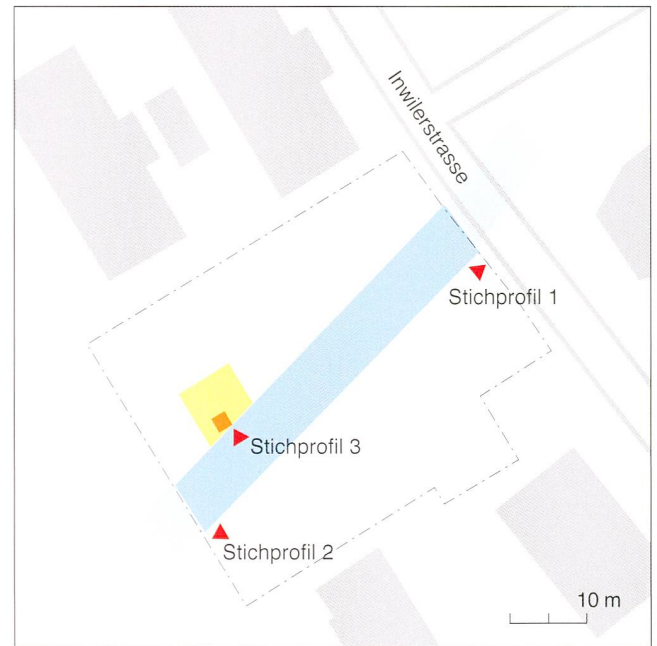 Inwilerstrasse
Stichprofil 1
Stichprofil 3
Stichprofil 2
10 m